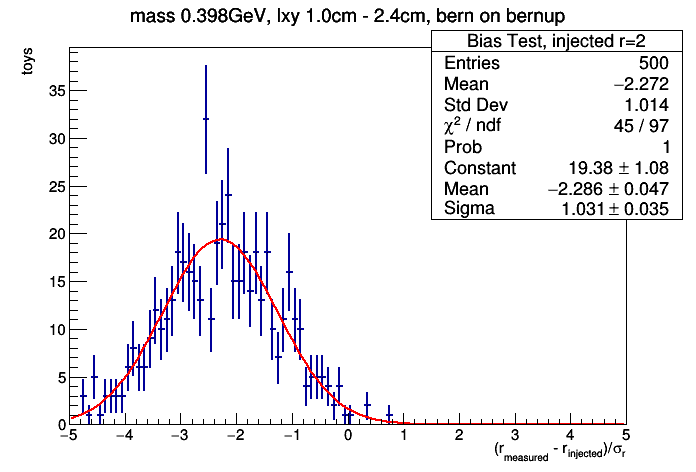 mass 0.398GeV, lxy 1.0cm - 2.4cm, bern on bernup
Bias Test, injected r=2
Entries 500
Mean −2.272
Std Dev 1.014
χ² / ndf 45 / 97
Prob 1
Constant 19.38 ± 1.08
Mean −2.286 ± 0.047
Sigma 1.031 ± 0.035
toys
35
30
25
20
15
10
5
0
−5 −4 −3 −2 −1 0 1 2 3 4 5
(r_measured - r_injected)/σ_r